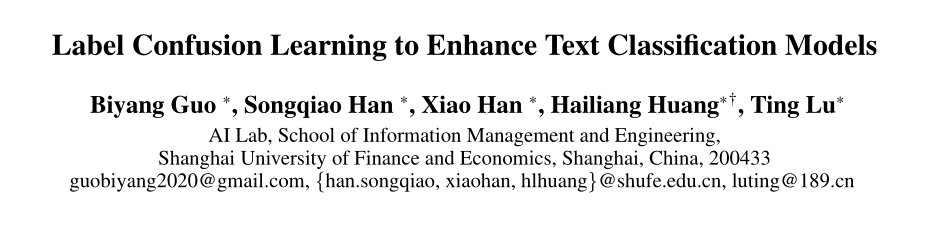 Label Confusion Learning to Enhance Text Classification Models
Biyang Guo *, Songqiao Han *, Xiao Han *, Hailiang Huang*†, Ting Lu*
AI Lab, School of Information Management and Engineering,
Shanghai University of Finance and Economics, Shanghai, China, 200433
guobiyang2020@gmail.com, {han.songqiao, xiaohan, hlhuang}@shufe.edu.cn, luting@189.cn